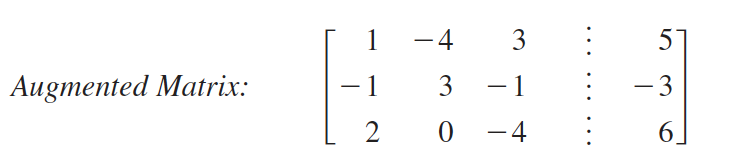 1 −4 3 ⋮ 5
Augmented Matrix: −1 3 −1 ⋮ −3
2 0 −4 ⋮ 6